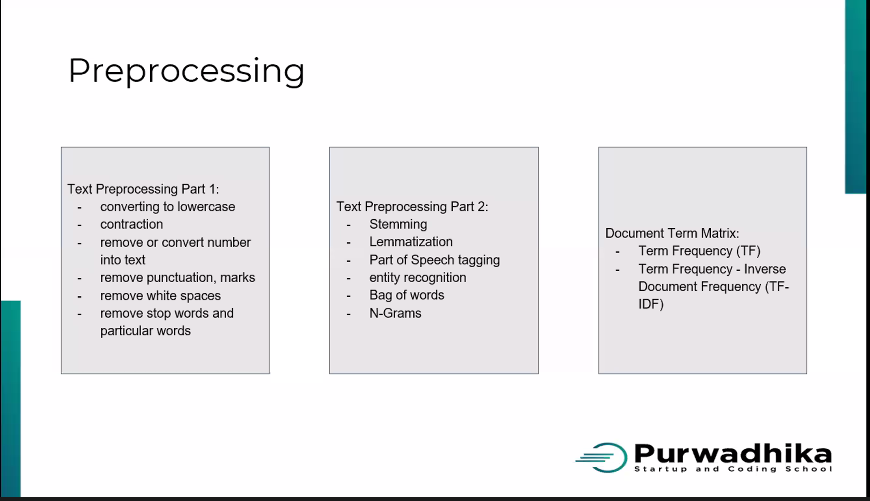 Preprocessing
Text Preprocessing Part 1:
- converting to lowercase
- contraction
- remove or convert number
into text
- remove punctuation, marks
- remove white spaces
- remove stop words and
particular words
Text Preprocessing Part 2:
- Stemming
- Lemmatization
- Part of Speech tagging
- entity recognition
- Bag of words
- N-Grams
Document Term Matrix:
- Term Frequency (TF)
- Term Frequency - Inverse
Document Frequency (TF-
IDF)
Purwadhika
Startup and Coding School